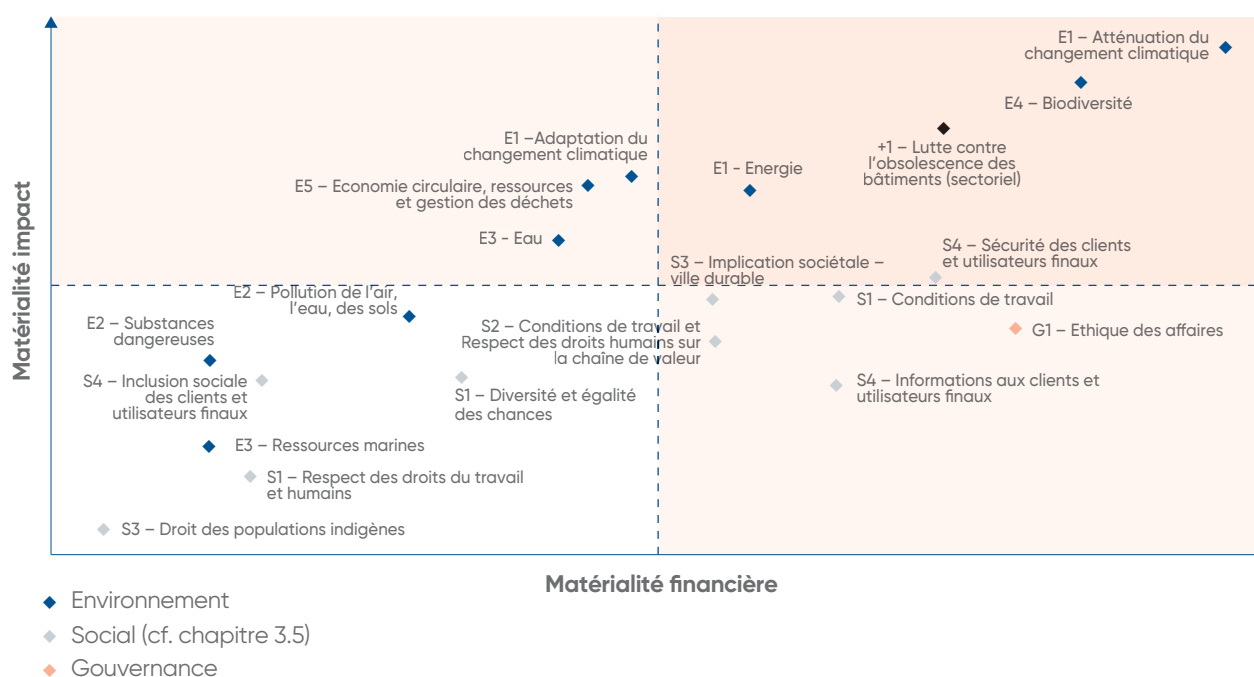 E1 – Atténuation du
changement climatique
E4 – Biodiversité
E1 –Adaptation du
changement climatique
+1 – Lutte contre
l'obsolescence des
bâtiments (sectoriel)
E1 - Energie
E5 – Economie circulaire, ressources
et gestion des déchets
E3 - Eau
S4 – Sécurité des clients
et utilisateurs finaux
S3 – Implication sociétale –
ville durable
E2 – Pollution de l'air,
l'eau, des sols
S1 – Conditions de travail
E2 – Substances
dangereuses
S2 – Conditions de travail et
Respect des droits humains sur
la chaîne de valeur
G1 – Ethique des affaires
S4 – Inclusion sociale
des clients et
utilisateurs finaux
S1 – Diversité et égalité
des chances
S4 – Informations aux clients et
utilisateurs finaux
E3 – Ressources marines
S1 – Respect des droits du travail
et humains
S3 – Droit des populations indigènes
Matérialité impact
Matérialité financière
Environnement
Social (cf. chapitre 3.5)
Gouvernance